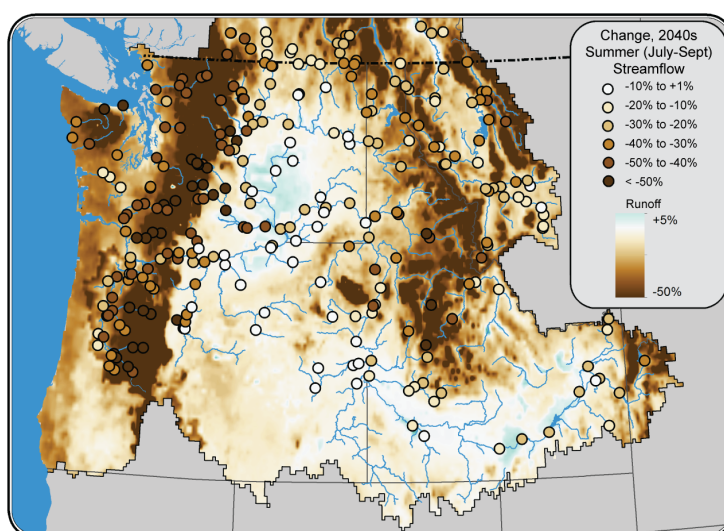 Change, 2040s
Summer (July-Sept)
Streamflow
-10% to +1%
-20% to -10%
-30% to -20%
-40% to -30%
-50% to -40%
< -50%
Runoff
+5%
-50%